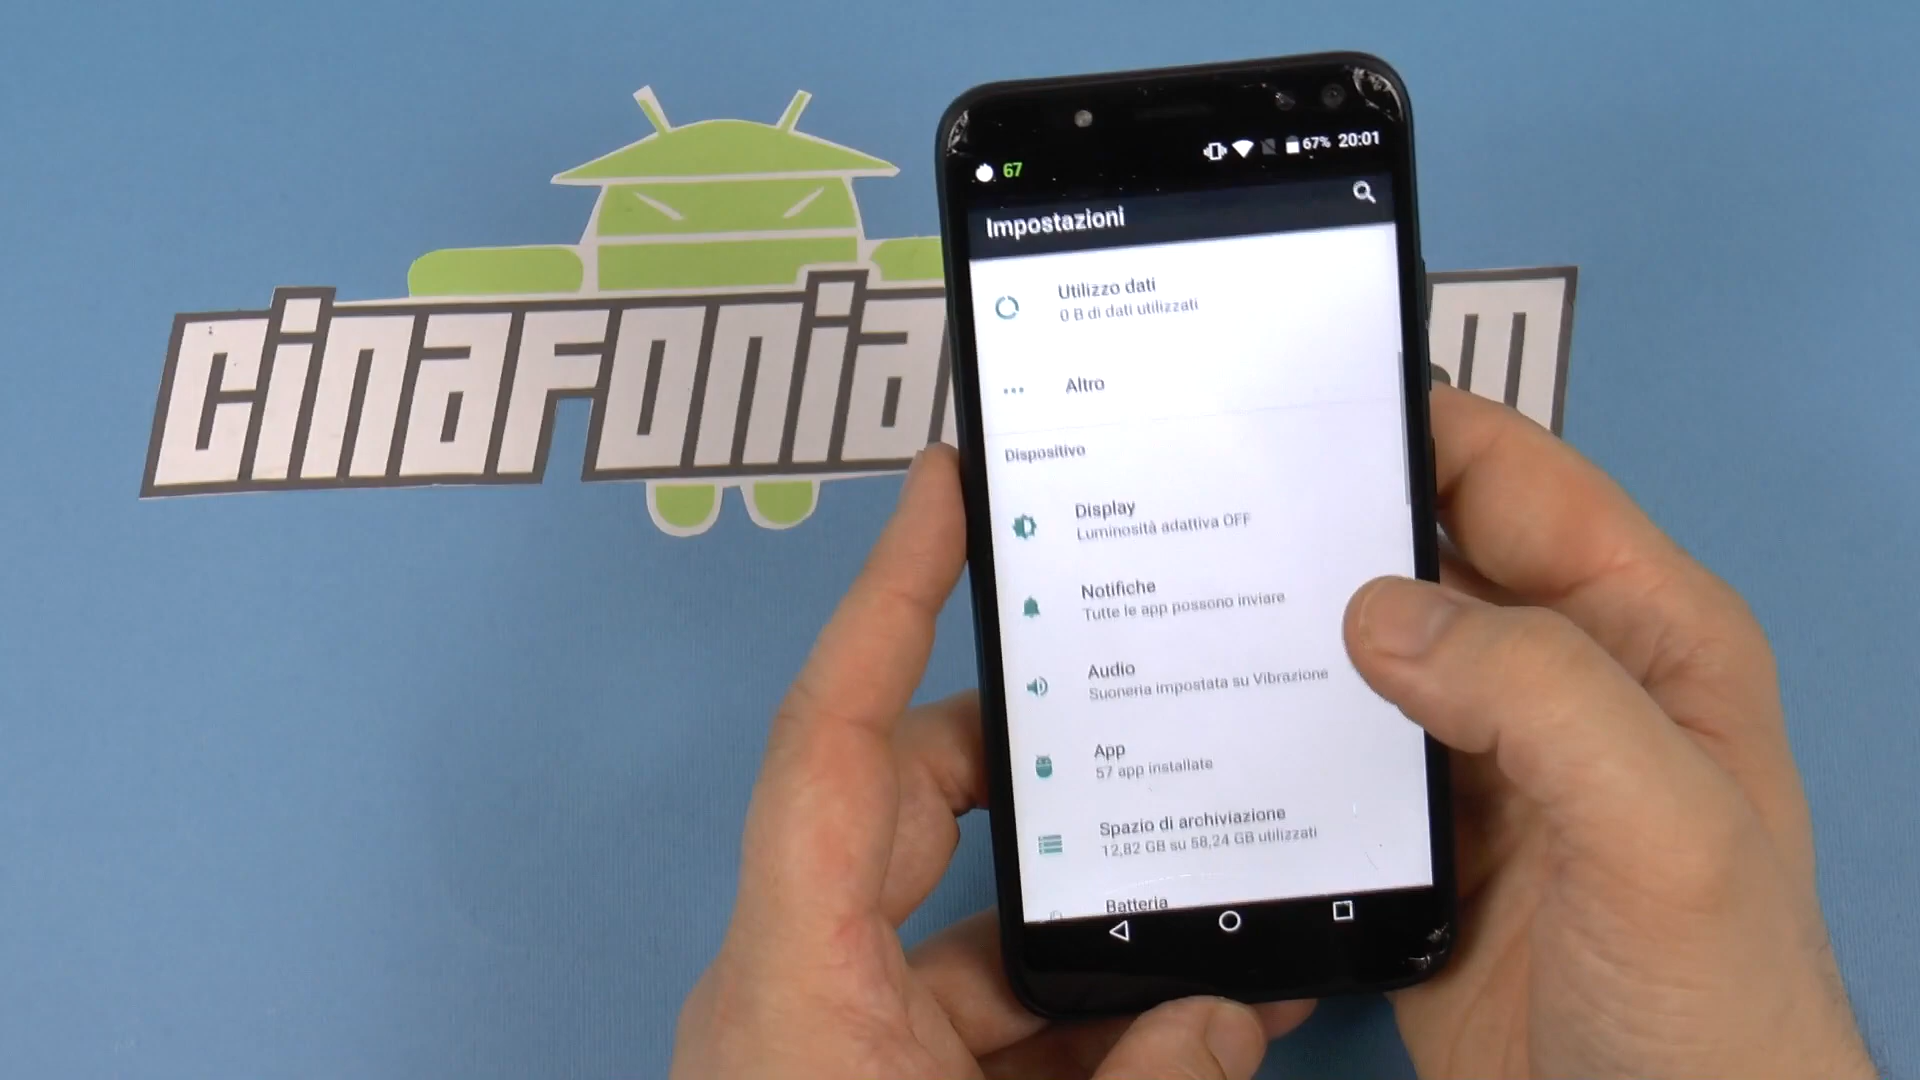 cinafonia
m
67
67% 20:01
Impostazioni
Utilizzo dati
0 B di dati utilizzati
Altro
Dispositivo
Display
Luminosità adattiva OFF
Notifiche
Tutte le app possono inviare
Audio
Suoneria impostata su Vibrazione
App
57 app installate
Spazio di archiviazione
12,82 GB su 58,24 GB utilizzati
Batteria